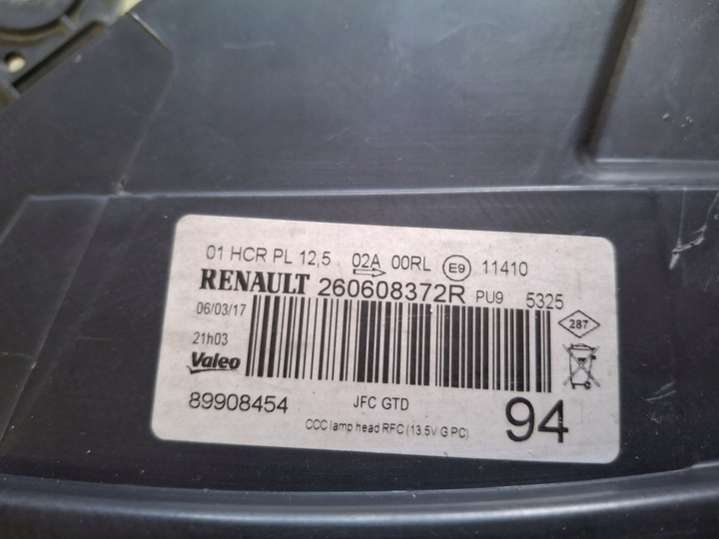 01 HCR PL 12,5 02A 00RL E9 11410
RENAULT 260608372R PU9 5325
06/03/17
287
21h03
Valeo
89908454 JFC GTD 94
CCC lamp head RFC (13.5V G PC)